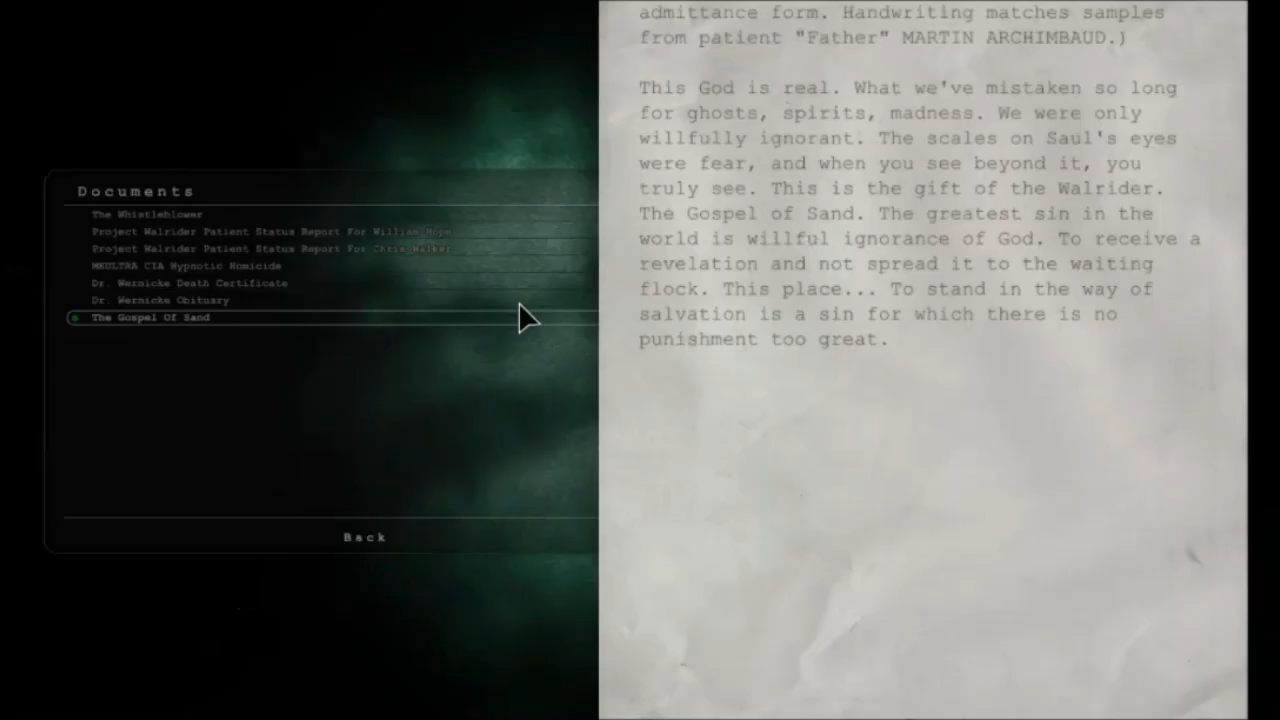 Documents
The Whistleblower
Project Walrider Patient Status Report For William Hope
Project Walrider Patient Status Report For Chris Walker
MKULTRA CIA Hypnotic Homicide
Dr. Wernicke Death Certificate
Dr. Wernicke Obituary
The Gospel Of Sand
Back
admittance form. Handwriting matches samples
from patient "Father" MARTIN ARCHIMBAUD.)
This God is real. What we've mistaken so long
for ghosts, spirits, madness. We were only
willfully ignorant. The scales on Saul's eyes
were fear, and when you see beyond it, you
truly see. This is the gift of the Walrider.
The Gospel of Sand. The greatest sin in the
world is willful ignorance of God. To receive a
revelation and not spread it to the waiting
flock. This place... To stand in the way of
salvation is a sin for which there is no
punishment too great.